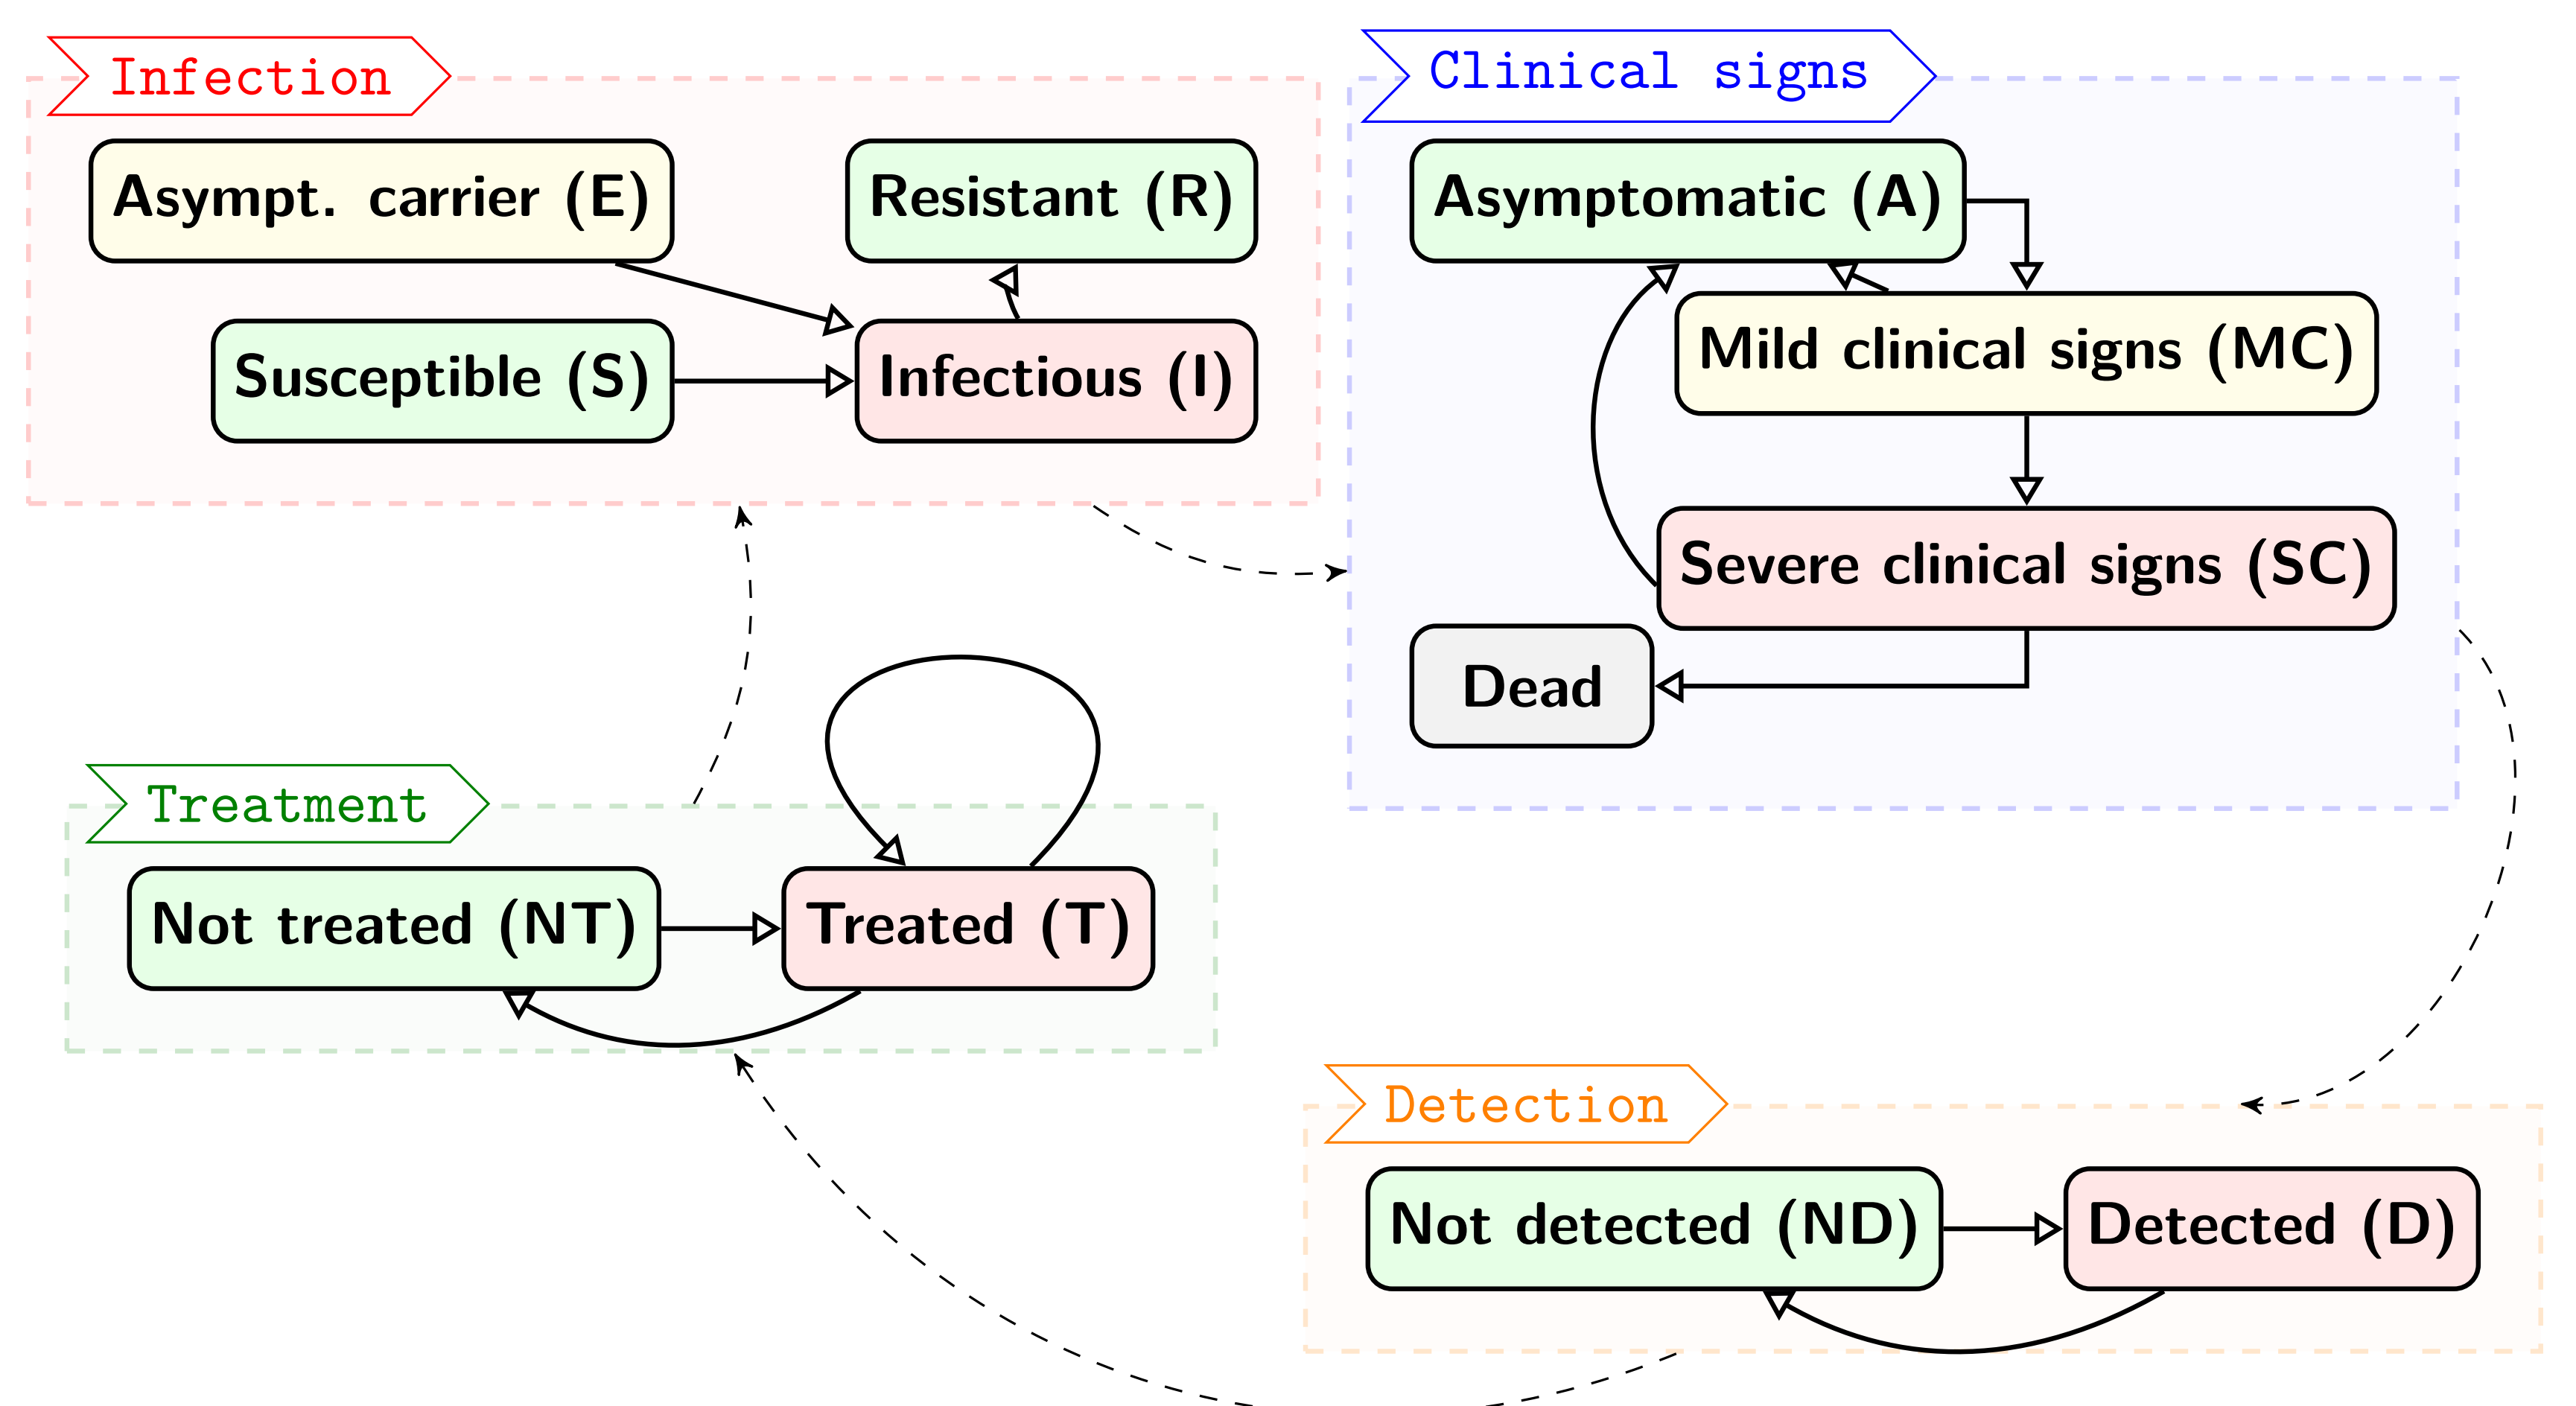 Infection
Asympt. carrier (E)
Resistant (R)
Susceptible (S)
Infectious (I)
Clinical signs
Asymptomatic (A)
Mild clinical signs (MC)
Severe clinical signs (SC)
Dead
Treatment
Not treated (NT)
Treated (T)
Detection
Not detected (ND)
Detected (D)